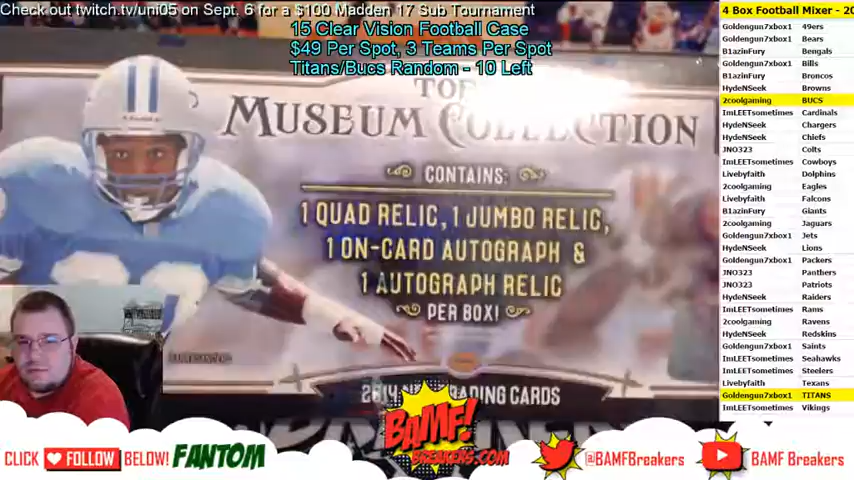 Check out twitch.tv/uni05 on Sept. 6 for a $100 Madden 17 Sub Tournament
15 Clear Vision Football Case
$49 Per Spot, 3 Teams Per Spot
Titans/Bucs Random - 10 Left
MUSEUM COLLECTION
CONTAINS:
1 QUAD RELIC, 1 JUMBO RELIC,
1 ON-CARD AUTOGRAPH &
1 AUTOGRAPH RELIC
PER BOX!
TRADING CARDS
BAMF!
BREAKERS.COM
CLICK FOLLOW BELOW! FANTOM
@BAMFBreakers
YouTube BAMF Breakers
4 Box Football Mixer - 20
Goldengun7xbox1 49ers
Goldengun7xbox1 Bears
B1azinFury Bengals
Goldengun7xbox1 Bills
B1azinFury Broncos
HydeNSeek Browns
2coolgaming BUCS
ImLEETsometimes Cardinals
HydeNSeek Chargers
HydeNSeek Chiefs
JNO323 Colts
ImLEETsometimes Cowboys
Livebyfaith Dolphins
2coolgaming Eagles
Livebyfaith Falcons
B1azinFury Giants
2coolgaming Jaguars
Goldengun7xbox1 Jets
HydeNSeek Lions
Goldengun7xbox1 Packers
JNO323 Panthers
JNO323 Patriots
HydeNSeek Raiders
ImLEETsometimes Rams
2coolgaming Ravens
HydeNSeek Redskins
Goldengun7xbox1 Saints
ImLEETsometimes Seahawks
ImLEETsometimes Steelers
Livebyfaith Texans
Goldengun7xbox1 TITANS
ImLEETsometimes Vikings